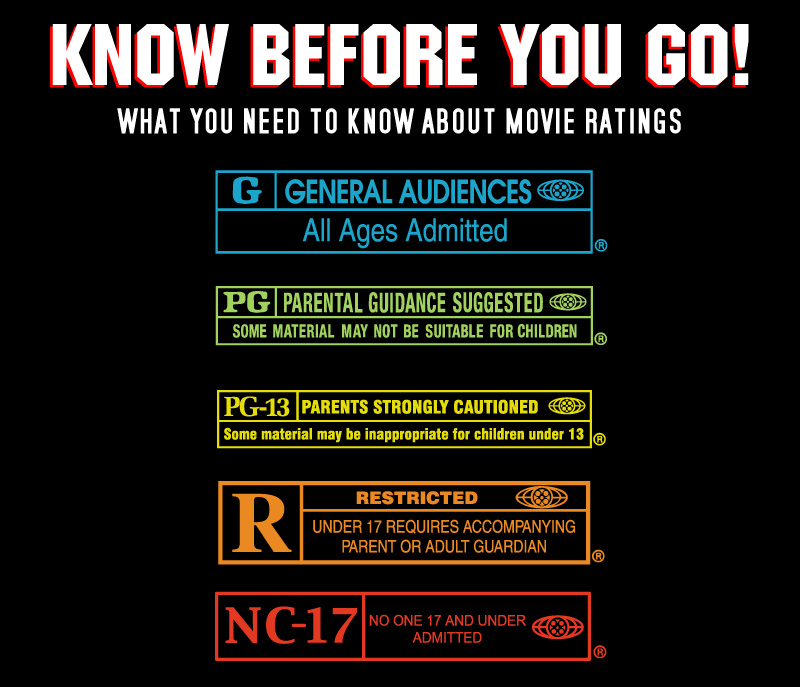 KNOW BEFORE YOU GO!
WHAT YOU NEED TO KNOW ABOUT MOVIE RATINGS
G GENERAL AUDIENCES
All Ages Admitted
®
PG PARENTAL GUIDANCE SUGGESTED
SOME MATERIAL MAY NOT BE SUITABLE FOR CHILDREN
®
PG-13 PARENTS STRONGLY CAUTIONED
Some material may be inappropriate for children under 13
®
R RESTRICTED
UNDER 17 REQUIRES ACCOMPANYING
PARENT OR ADULT GUARDIAN
®
NC-17 NO ONE 17 AND UNDER
ADMITTED
®